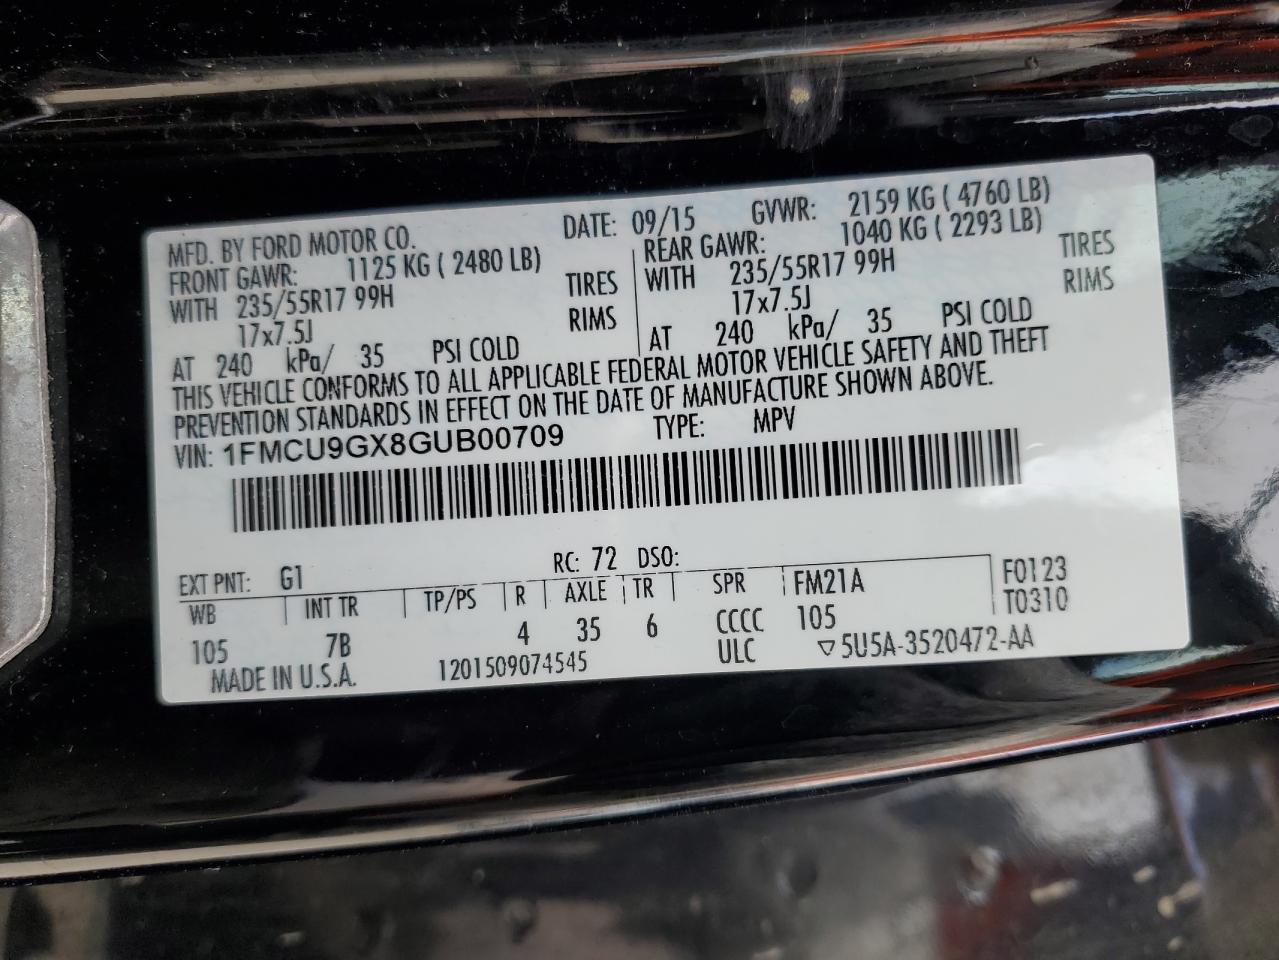 MFD. BY FORD MOTOR CO. DATE: 09/15 GVWR: 2159 KG ( 4760 LB)
FRONT GAWR: 1125 KG ( 2480 LB) REAR GAWR: 1040 KG ( 2293 LB)
WITH 235/55R17 99H TIRES WITH 235/55R17 99H TIRES
17x7.5J RIMS 17x7.5J RIMS
AT 240 kPa/ 35 PSI COLD AT 240 kPa/ 35 PSI COLD
THIS VEHICLE CONFORMS TO ALL APPLICABLE FEDERAL MOTOR VEHICLE SAFETY AND THEFT
PREVENTION STANDARDS IN EFFECT ON THE DATE OF MANUFACTURE SHOWN ABOVE.
VIN: 1FMCU9GX8GUB00709 TYPE: MPV
EXT PNT: G1 RC: 72 DSO:
WB INT TR TP/PS R AXLE TR SPR FM21A F0123
105 7B 4 35 6 CCCC 105 T0310
MADE IN U.S.A. 1201509074545 ULC ▽5U5A-3520472-AA